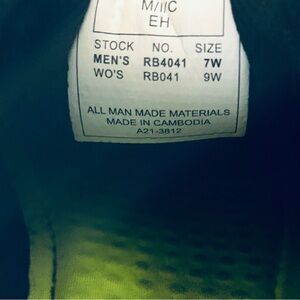 M/I/C
EH
STOCK NO. SIZE
MEN'S RB4041 7W
WO'S RB041 9W
ALL MAN MADE MATERIALS
MADE IN CAMBODIA
A21-3812